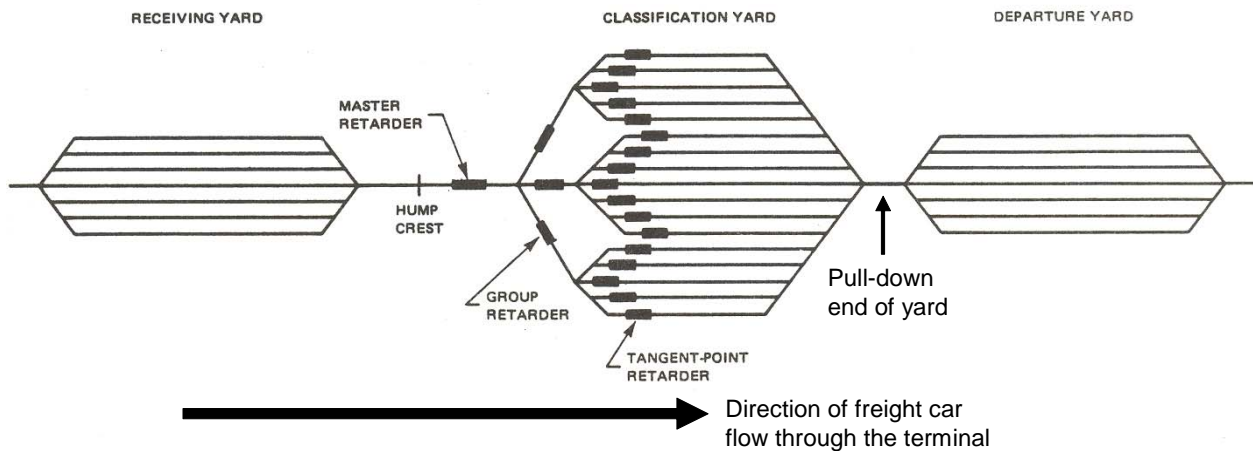 RECEIVING YARD
CLASSIFICATION YARD
DEPARTURE YARD
MASTER
RETARDER
HUMP
CREST
GROUP
RETARDER
TANGENT-POINT
RETARDER
Pull-down
end of yard
Direction of freight car
flow through the terminal